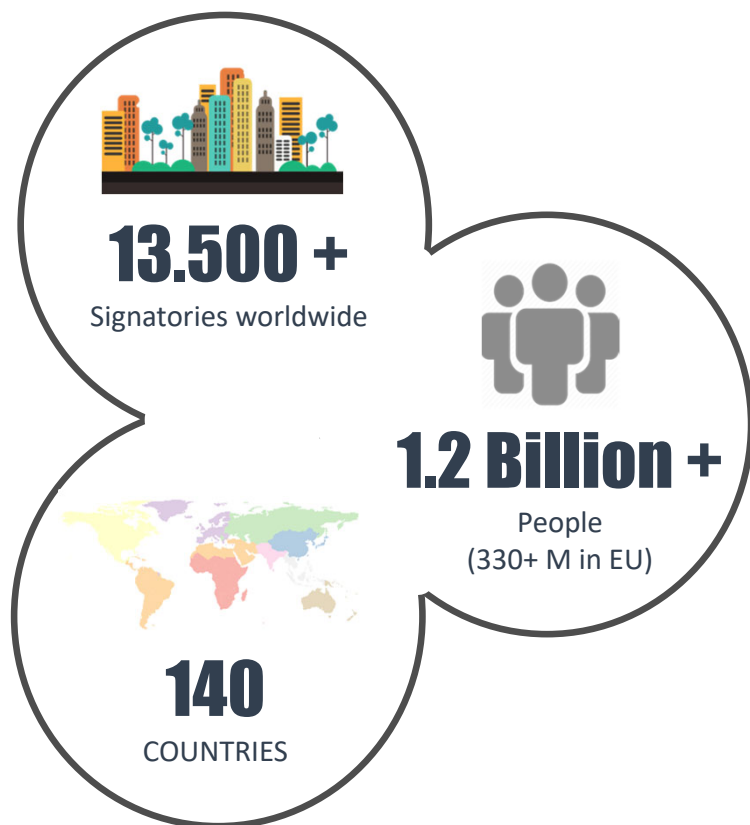 13.500 +
Signatories worldwide
1.2 Billion +
People
(330+ M in EU)
140
COUNTRIES